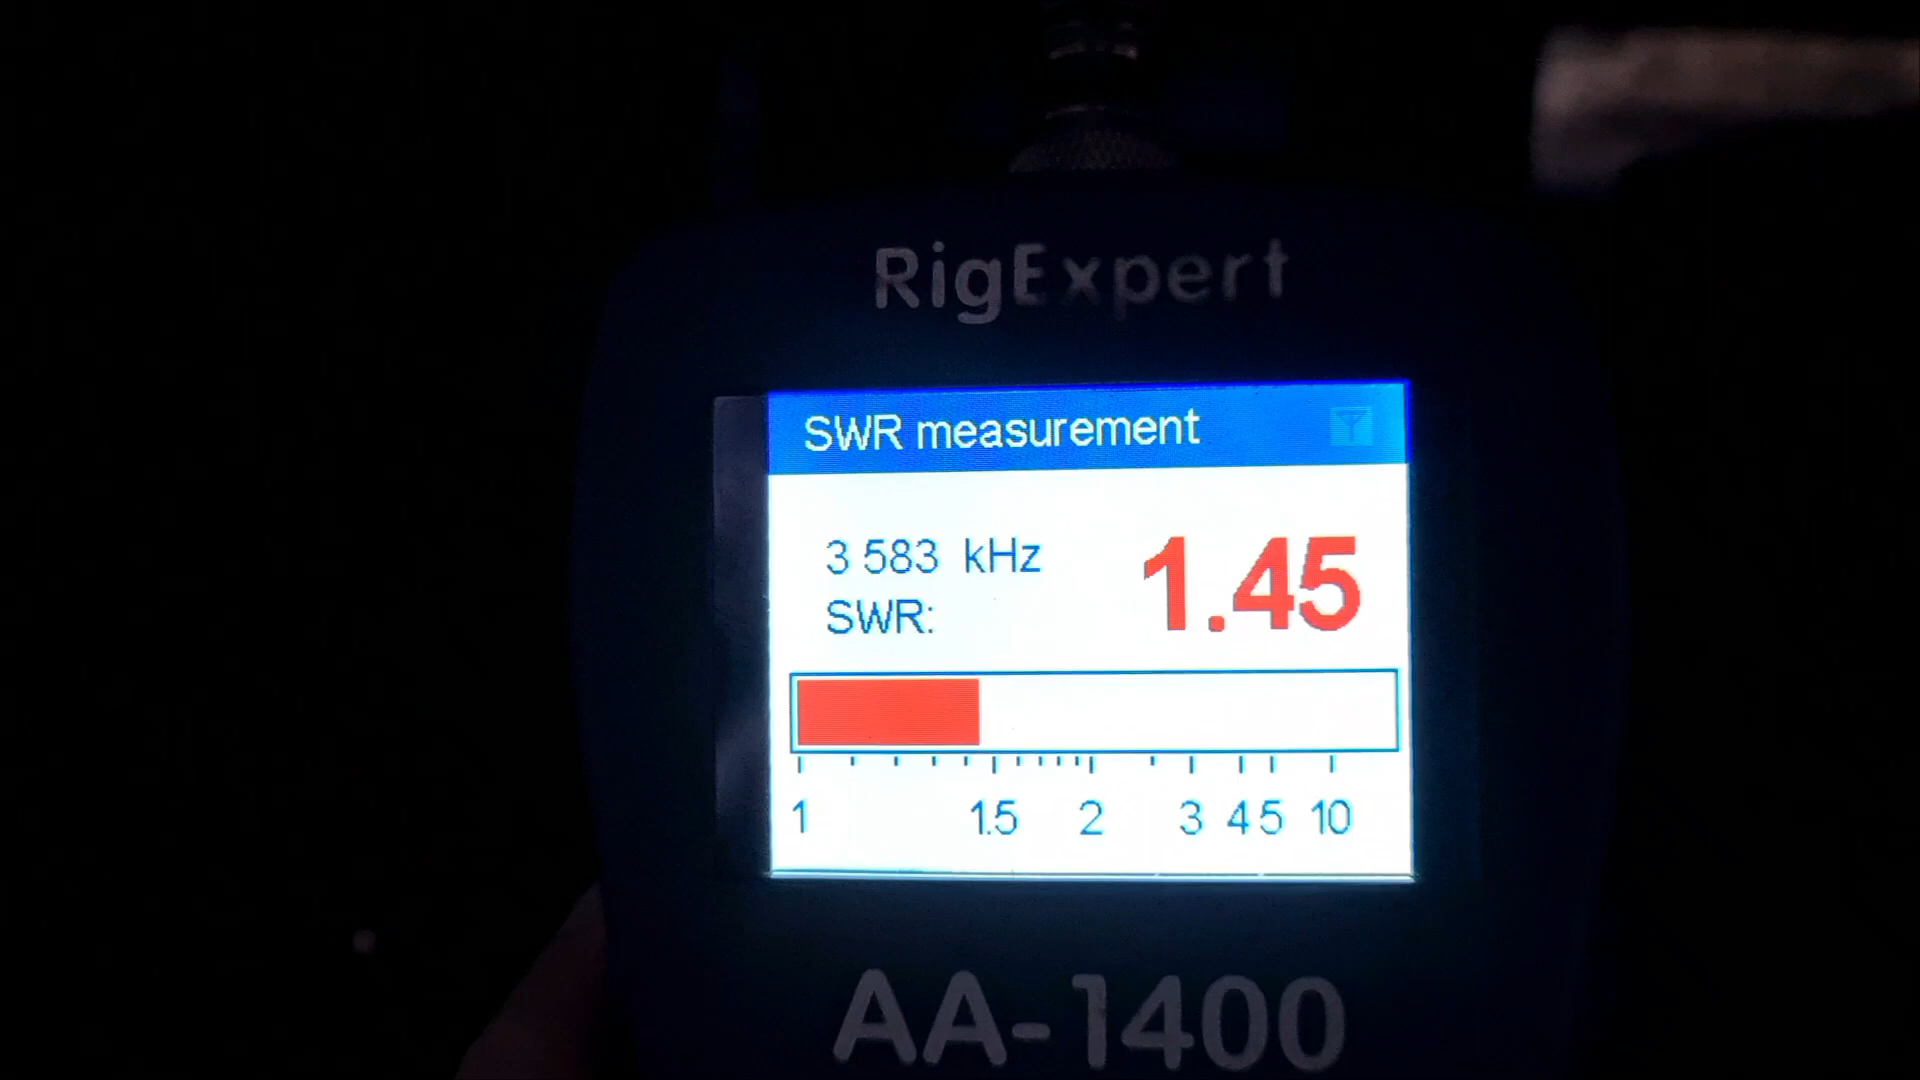 RigExpert
SWR measurement
3 583 kHz
1.45
SWR:
1 1.5 2 3 4 5 10
AA-1400